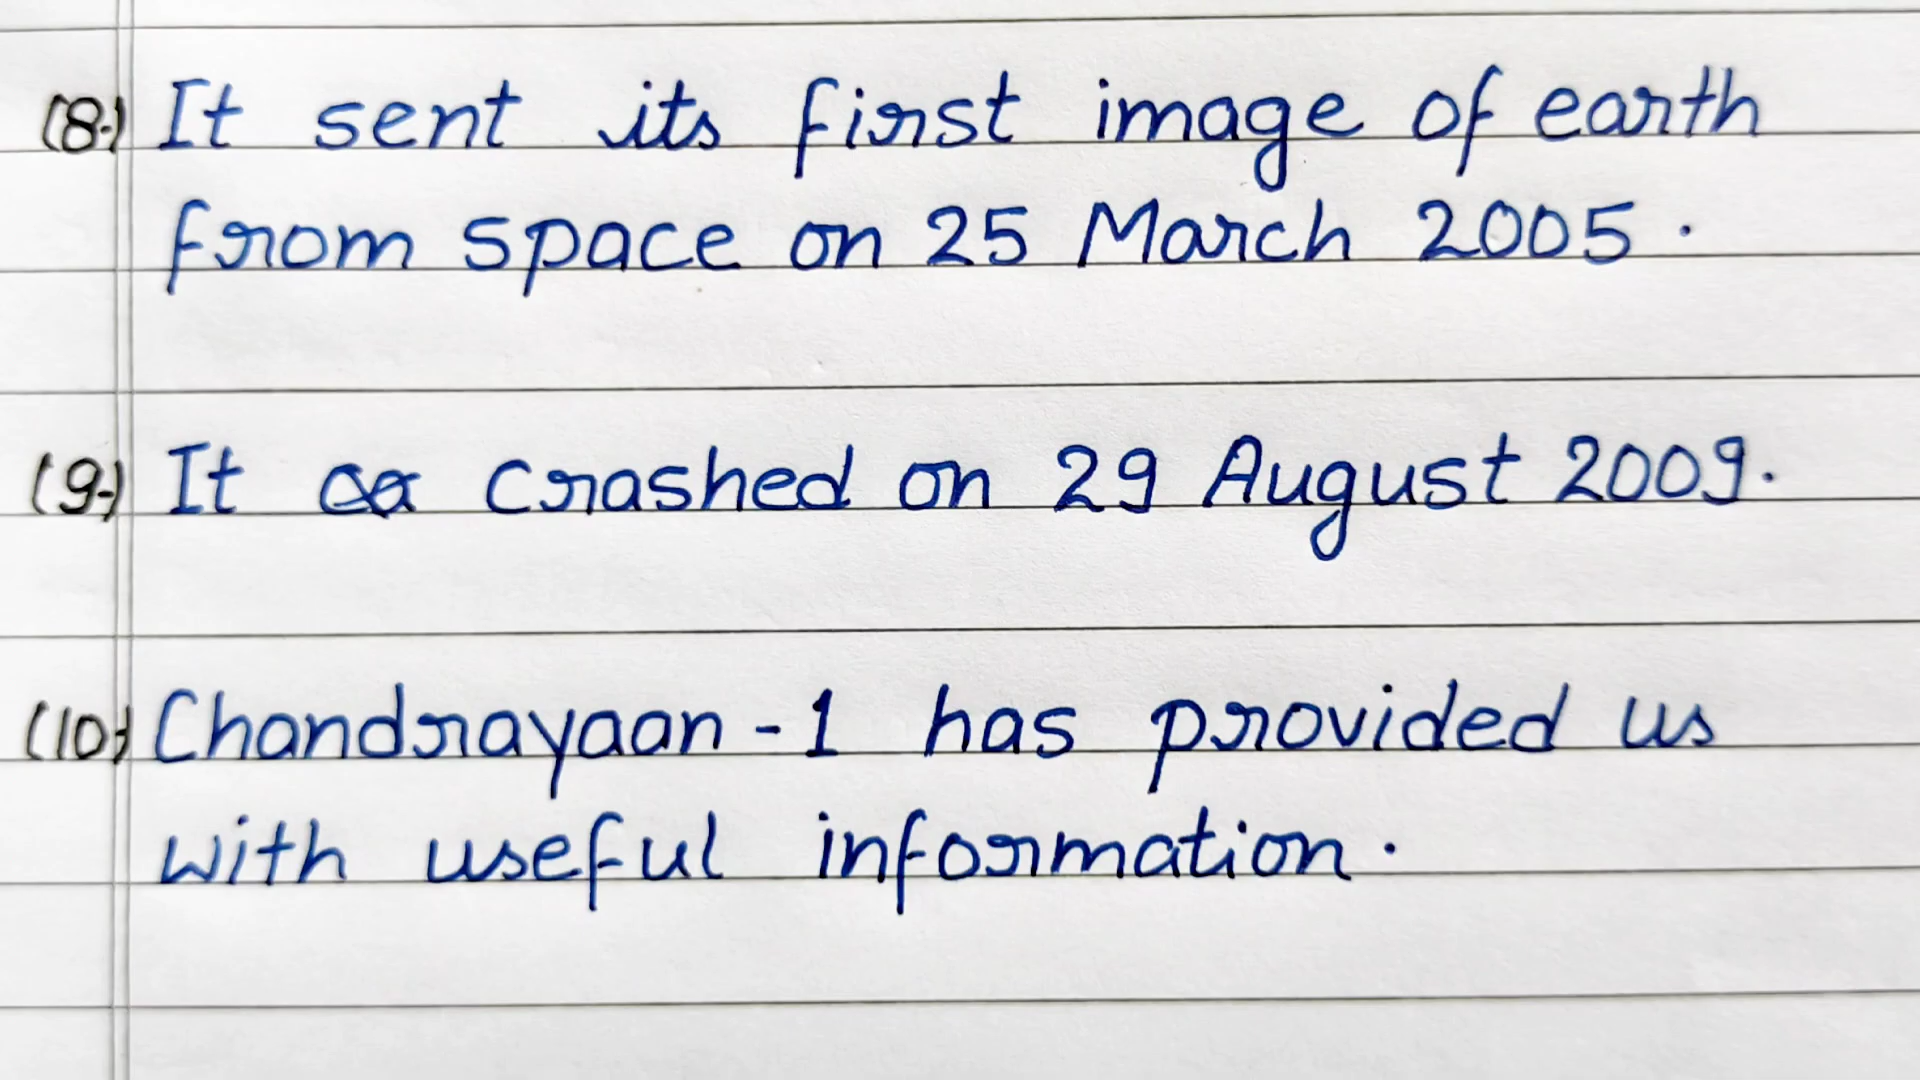 (8.) It sent its first image of earth
from space on 25 March 2005.
(9.) It crashed on 29 August 2009.
(10) Chandrayaan-1 has provided us
with useful information.